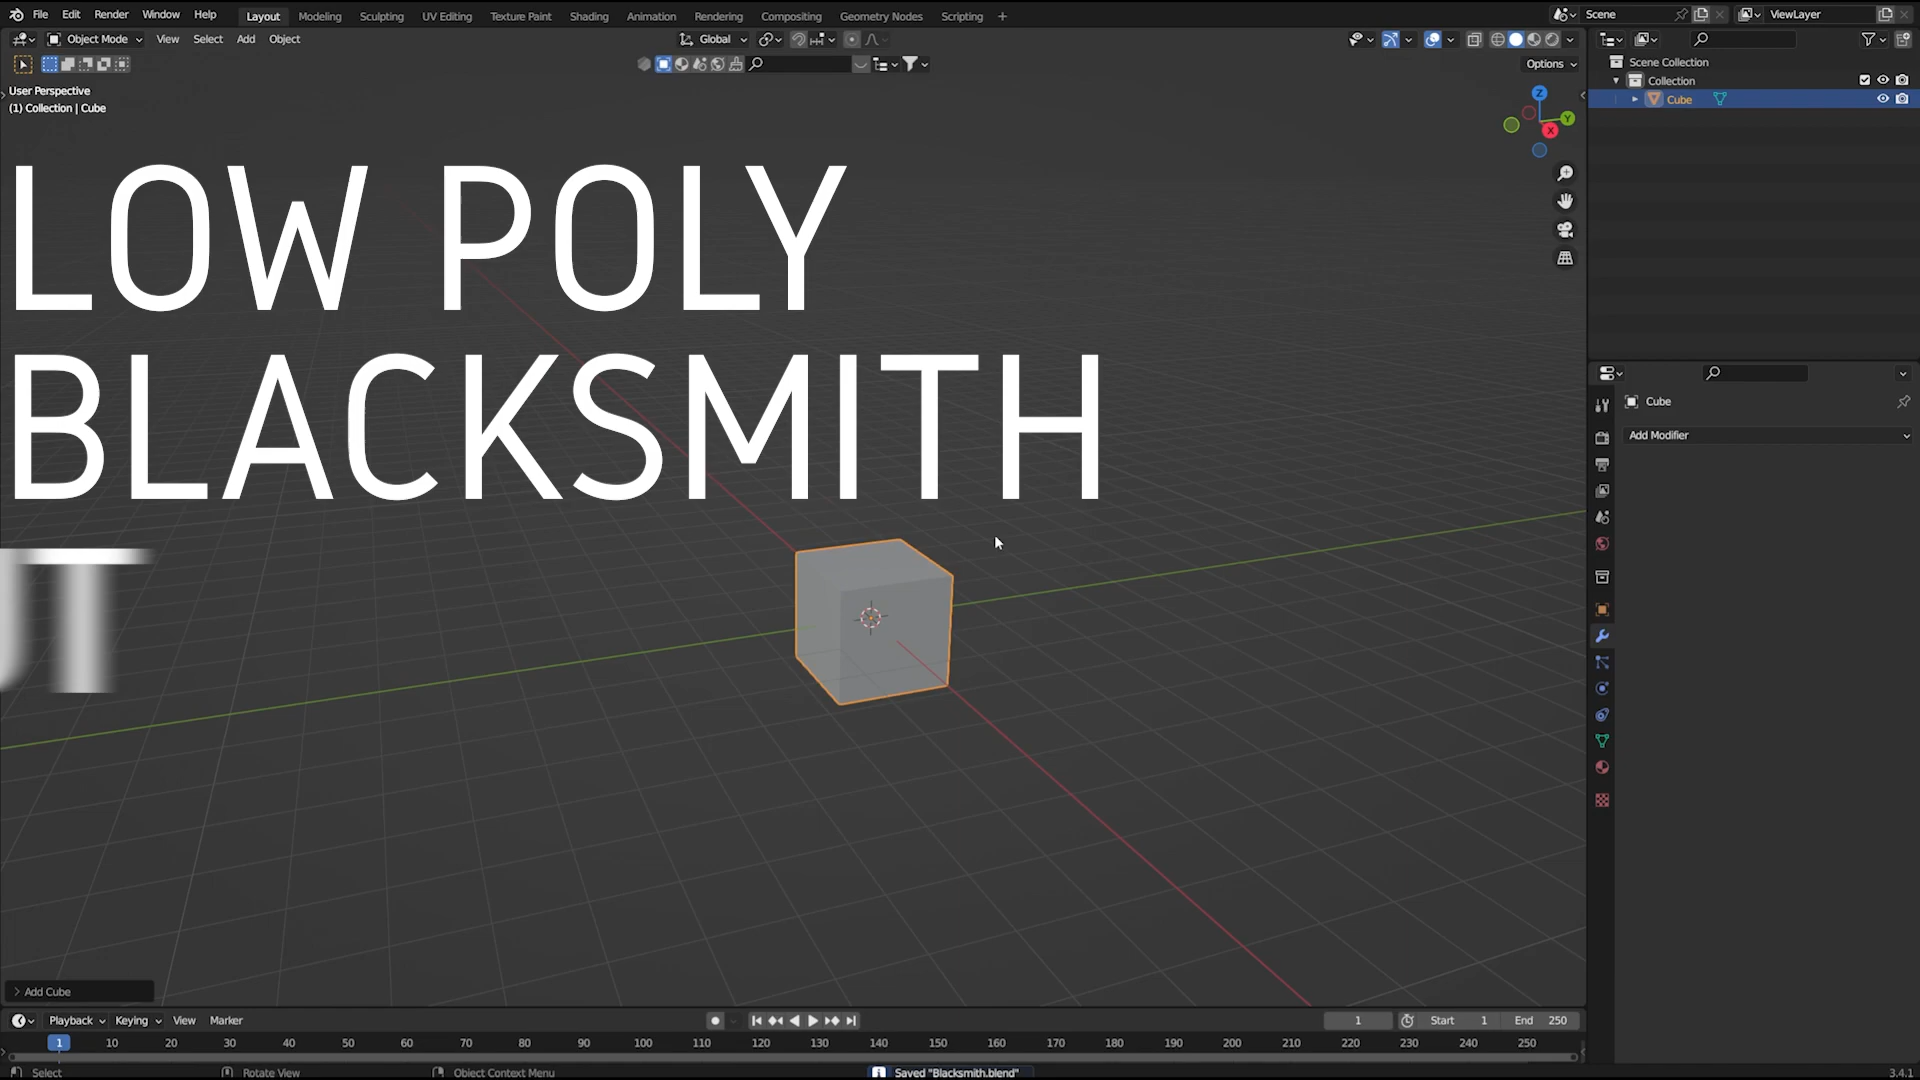 File Edit Render Window Help Layout Modeling Sculpting UV Editing Texture Paint Shading Animation Rendering Compositing Geometry Nodes Scripting + Scene ViewLayer
Object Mode View Select Add Object Global
Options
User Perspective
(1) Collection | Cube
Scene Collection
Collection
Cube
Z
Y
X
LOW POLY
BLACKSMITH
Cube
Add Modifier
Add Cube
Playback Keying View Marker 1 Start 1 End 250
1 10 20 30 40 50 60 70 80 90 100 110 120 130 140 150 160 170 180 190 200 210 220 230 240 250
Select Rotate View Object Context Menu Saved "Blacksmith.blend" 3.4.1